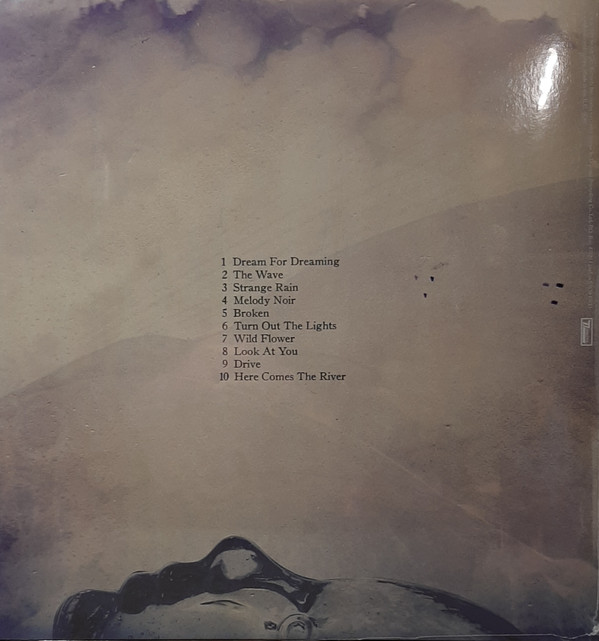 1 Dream For Dreaming
2 The Wave
3 Strange Rain
4 Melody Noir
5 Broken
6 Turn Out The Lights
7 Wild Flower
8 Look At You
9 Drive
10 Here Comes The River